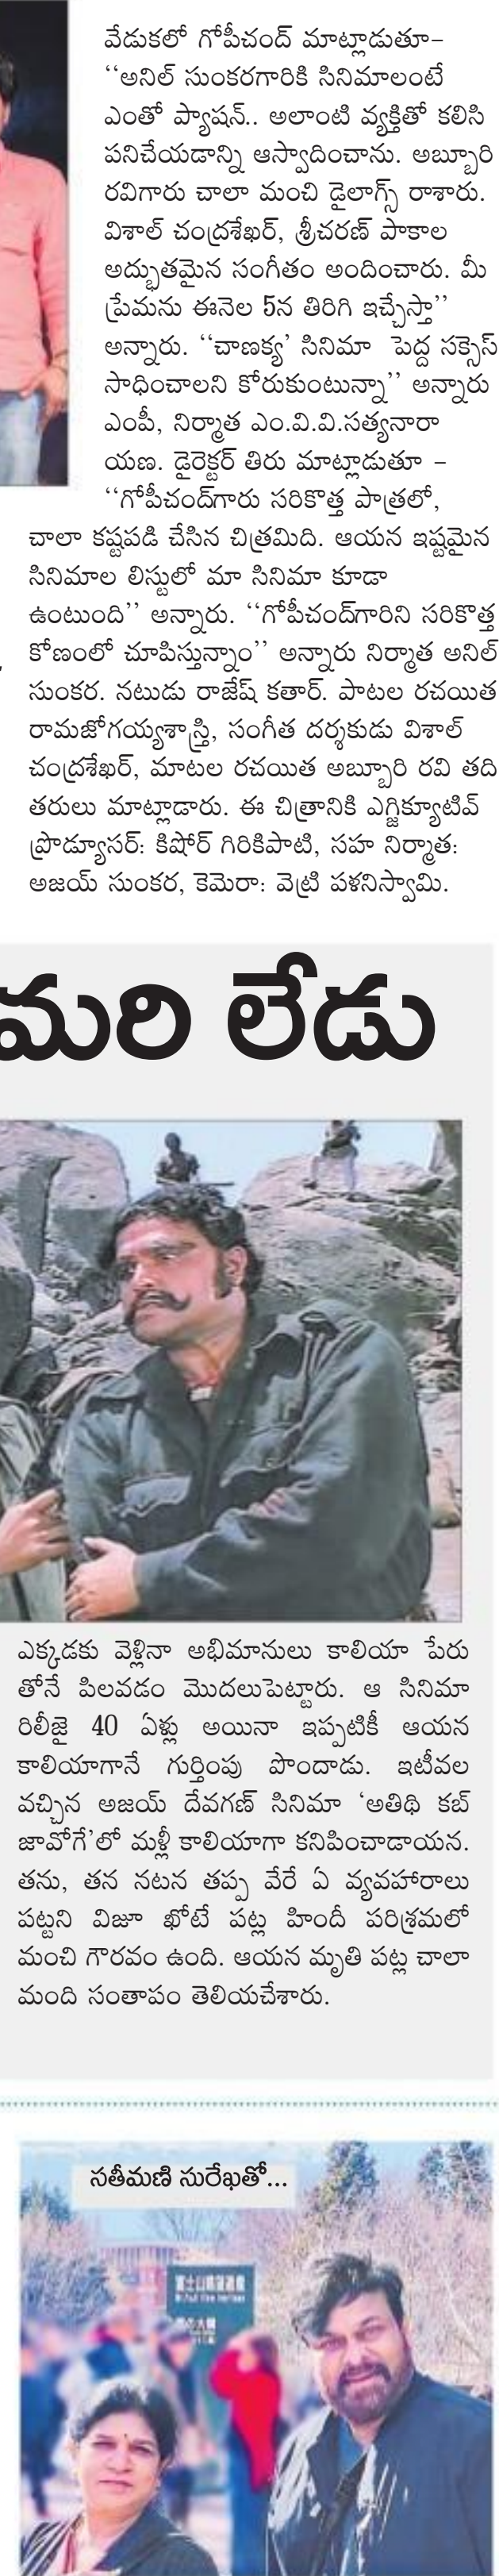 వేడుకలో గోపీచంద్ మాట్లాడుతూ–
‘‘అనిల్ సుంకరగారికి సినిమాలంటే
ఎంతో ప్యాషన్.. అలాంటి వ్యక్తితో కలిసి
పనిచేయడాన్ని ఆస్వాదించాను. అబ్బూరి
రవిగారు చాలా మంచి డైలాగ్స్ రాశారు.
విశాల్ చంద్రశేఖర్, శ్రీచరణ్ పాకాల
అద్భుతమైన సంగీతం అందించారు. మీ
ప్రేమను ఈనెల 5న తిరిగి ఇచ్చేస్తా’’
అన్నారు. ‘‘చాణక్య’ సినిమా పెద్ద సక్సెస్
సాధించాలని కోరుకుంటున్నా’’ అన్నారు
ఎంపీ, నిర్మాత ఎం.వి.వి.సత్యనారా
యణ. డైరెక్టర్ తిరు మాట్లాడుతూ –
‘‘గోపీచంద్‌గారు సరికొత్త పాత్రలో,
చాలా కష్టపడి చేసిన చిత్రమిది. ఆయన ఇష్టమైన
సినిమాల లిస్టులో మా సినిమా కూడా
ఉంటుంది’’ అన్నారు. ‘‘గోపీచంద్‌గారిని సరికొత్త
కోణంలో చూపిస్తున్నాం’’ అన్నారు నిర్మాత అనిల్
సుంకర. నటుడు రాజేష్ కతార్. పాటల రచయిత
రామజోగయ్యశాస్త్రి, సంగీత దర్శకుడు విశాల్
చంద్రశేఖర్, మాటల రచయిత అబ్బూరి రవి తది
తరులు మాట్లాడారు. ఈ చిత్రానికి ఎగ్జిక్యూటివ్
ప్రొడ్యూసర్: కిషోర్ గిరికిపాటి, సహ నిర్మాత:
అజయ్ సుంకర, కెమెరా: వెట్రి పళనిస్వామి.
మరి లేడు
ఎక్కడకు వెళ్లినా అభిమానులు కాలియా పేరు
తోనే పిలవడం మొదలుపెట్టారు. ఆ సినిమా
రిలీజై 40 ఏళ్లు అయినా ఇప్పటికీ ఆయన
కాలియాగానే గుర్తింపు పొందాడు. ఇటీవల
వచ్చిన అజయ్ దేవగణ్ సినిమా ‘అతిథి కబ్
జావోగే’లో మళ్లీ కాలియాగా కనిపించాడాయన.
తను, తన నటన తప్ప వేరే ఏ వ్యవహారాలు
పట్టని విజూ ఖోటే పట్ల హిందీ పరిశ్రమలో
మంచి గౌరవం ఉంది. ఆయన మృతి పట్ల చాలా
మంది సంతాపం తెలియచేశారు.
సతీమణి సురేఖతో...